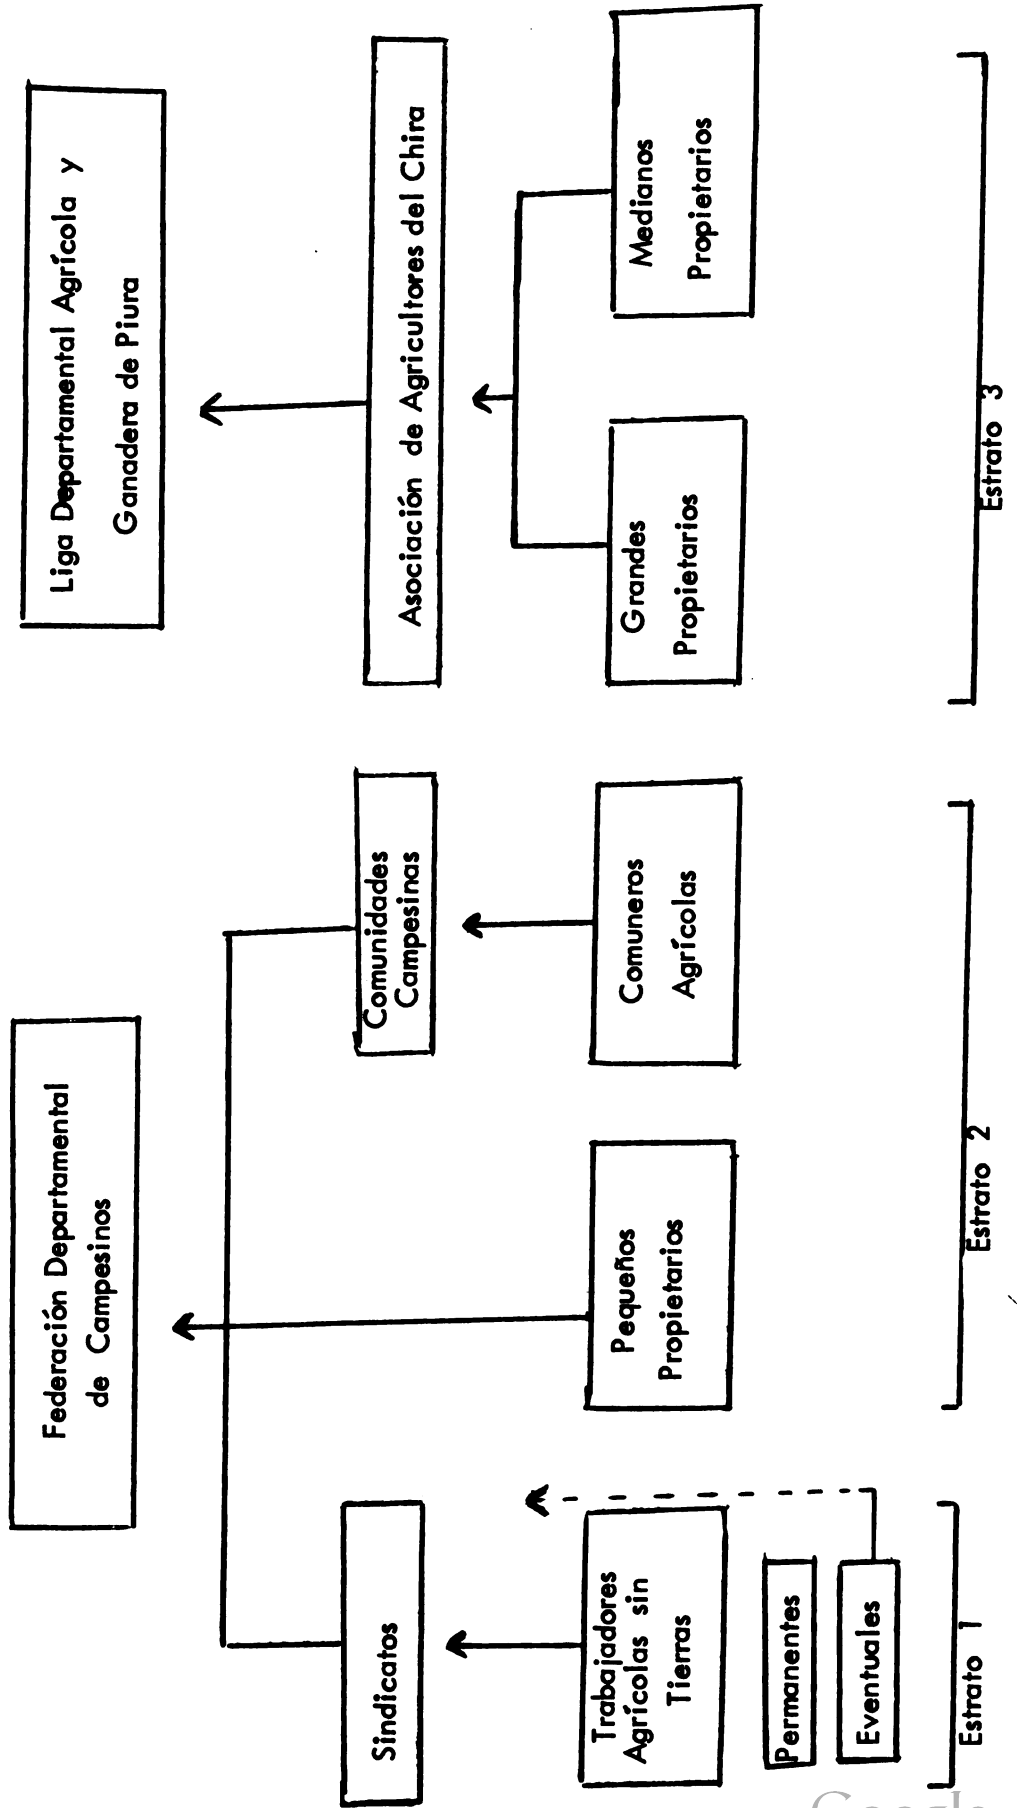 Federación Departamental
de Campesinos
Liga Departamental Agrícola y
Ganadera de Piura
Sindicatos
Comunidades
Campesinas
Asociación de Agricultores del Chira
Trabajadores
Agrícolas sin
Tierras
Pequeños
Propietarios
Comuneros
Agrícolas
Grandes
Propietarios
Medianos
Propietarios
Permanentes
Eventuales
Estrato 1
Estrato 2
Estrato 3
Google